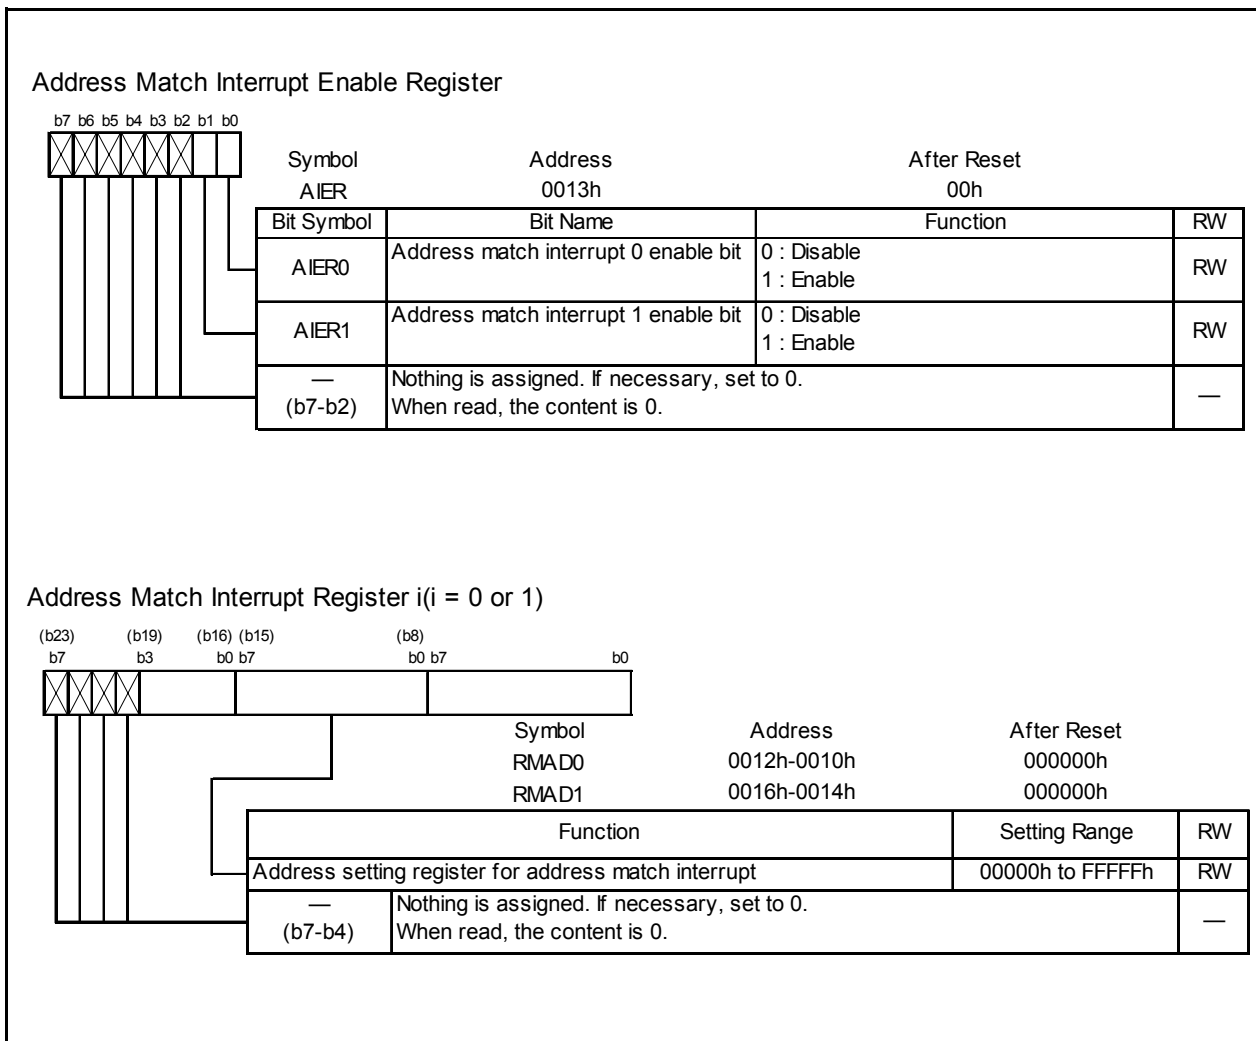 Address Match Interrupt Enable Register
b7 b6 b5 b4 b3 b2 b1 b0
Symbol Address After Reset
AIER 0013h 00h
Bit Symbol Bit Name Function RW
AIER0 Address match interrupt 0 enable bit 0 : Disable RW
1 : Enable
AIER1 Address match interrupt 1 enable bit 0 : Disable RW
1 : Enable
— Nothing is assigned. If necessary, set to 0. —
(b7-b2) When read, the content is 0.
Address Match Interrupt Register i(i = 0 or 1)
(b23) (b19) (b16) (b15) (b8)
b7 b3 b0 b7 b0 b7 b0
Symbol Address After Reset
RMAD0 0012h-0010h 000000h
RMAD1 0016h-0014h 000000h
Function Setting Range RW
Address setting register for address match interrupt 00000h to FFFFFh RW
— Nothing is assigned. If necessary, set to 0. —
(b7-b4) When read, the content is 0.